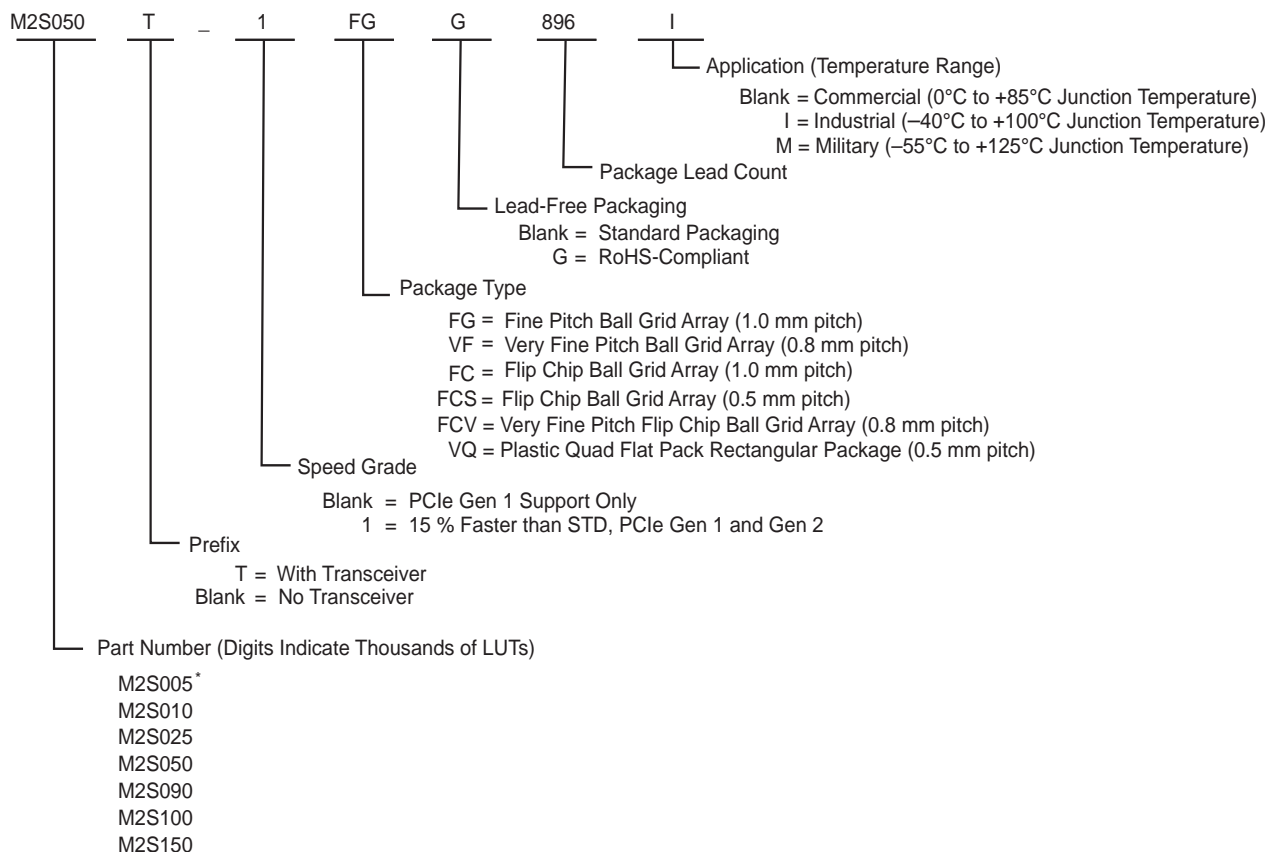 M2S050 T _ 1 FG G 896 I
Application (Temperature Range)
Blank = Commercial (0°C to +85°C Junction Temperature)
I = Industrial (–40°C to +100°C Junction Temperature)
M = Military (–55°C to +125°C Junction Temperature)
Package Lead Count
Lead-Free Packaging
Blank = Standard Packaging
G = RoHS-Compliant
Package Type
FG = Fine Pitch Ball Grid Array (1.0 mm pitch)
VF = Very Fine Pitch Ball Grid Array (0.8 mm pitch)
FC = Flip Chip Ball Grid Array (1.0 mm pitch)
FCS = Flip Chip Ball Grid Array (0.5 mm pitch)
FCV = Very Fine Pitch Flip Chip Ball Grid Array (0.8 mm pitch)
VQ = Plastic Quad Flat Pack Rectangular Package (0.5 mm pitch)
Speed Grade
Blank = PCIe Gen 1 Support Only
1 = 15 % Faster than STD, PCIe Gen 1 and Gen 2
Prefix
T = With Transceiver
Blank = No Transceiver
Part Number (Digits Indicate Thousands of LUTs)
M2S005*
M2S010
M2S025
M2S050
M2S090
M2S100
M2S150